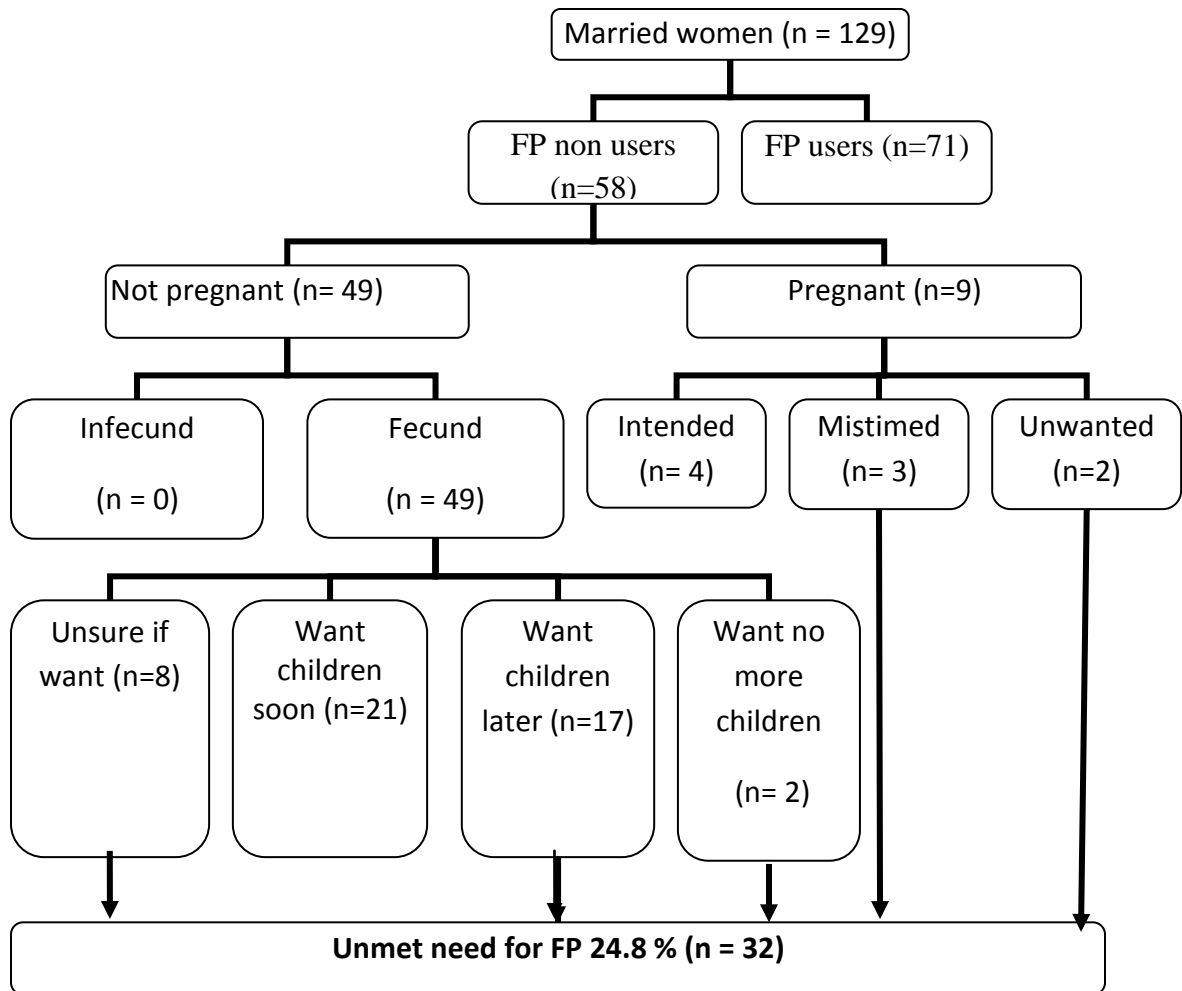 Married women (n = 129)
FP non users
(n=58)
FP users (n=71)
Not pregnant (n= 49)
Pregnant (n=9)
Infecund
(n = 0)
Fecund
(n = 49)
Intended
(n= 4)
Mistimed
(n= 3)
Unwanted
(n=2)
Unsure if
want (n=8)
Want
children
soon (n=21)
Want
children
later (n=17)
Want no
more
children
(n= 2)
Unmet need for FP 24.8 % (n = 32)